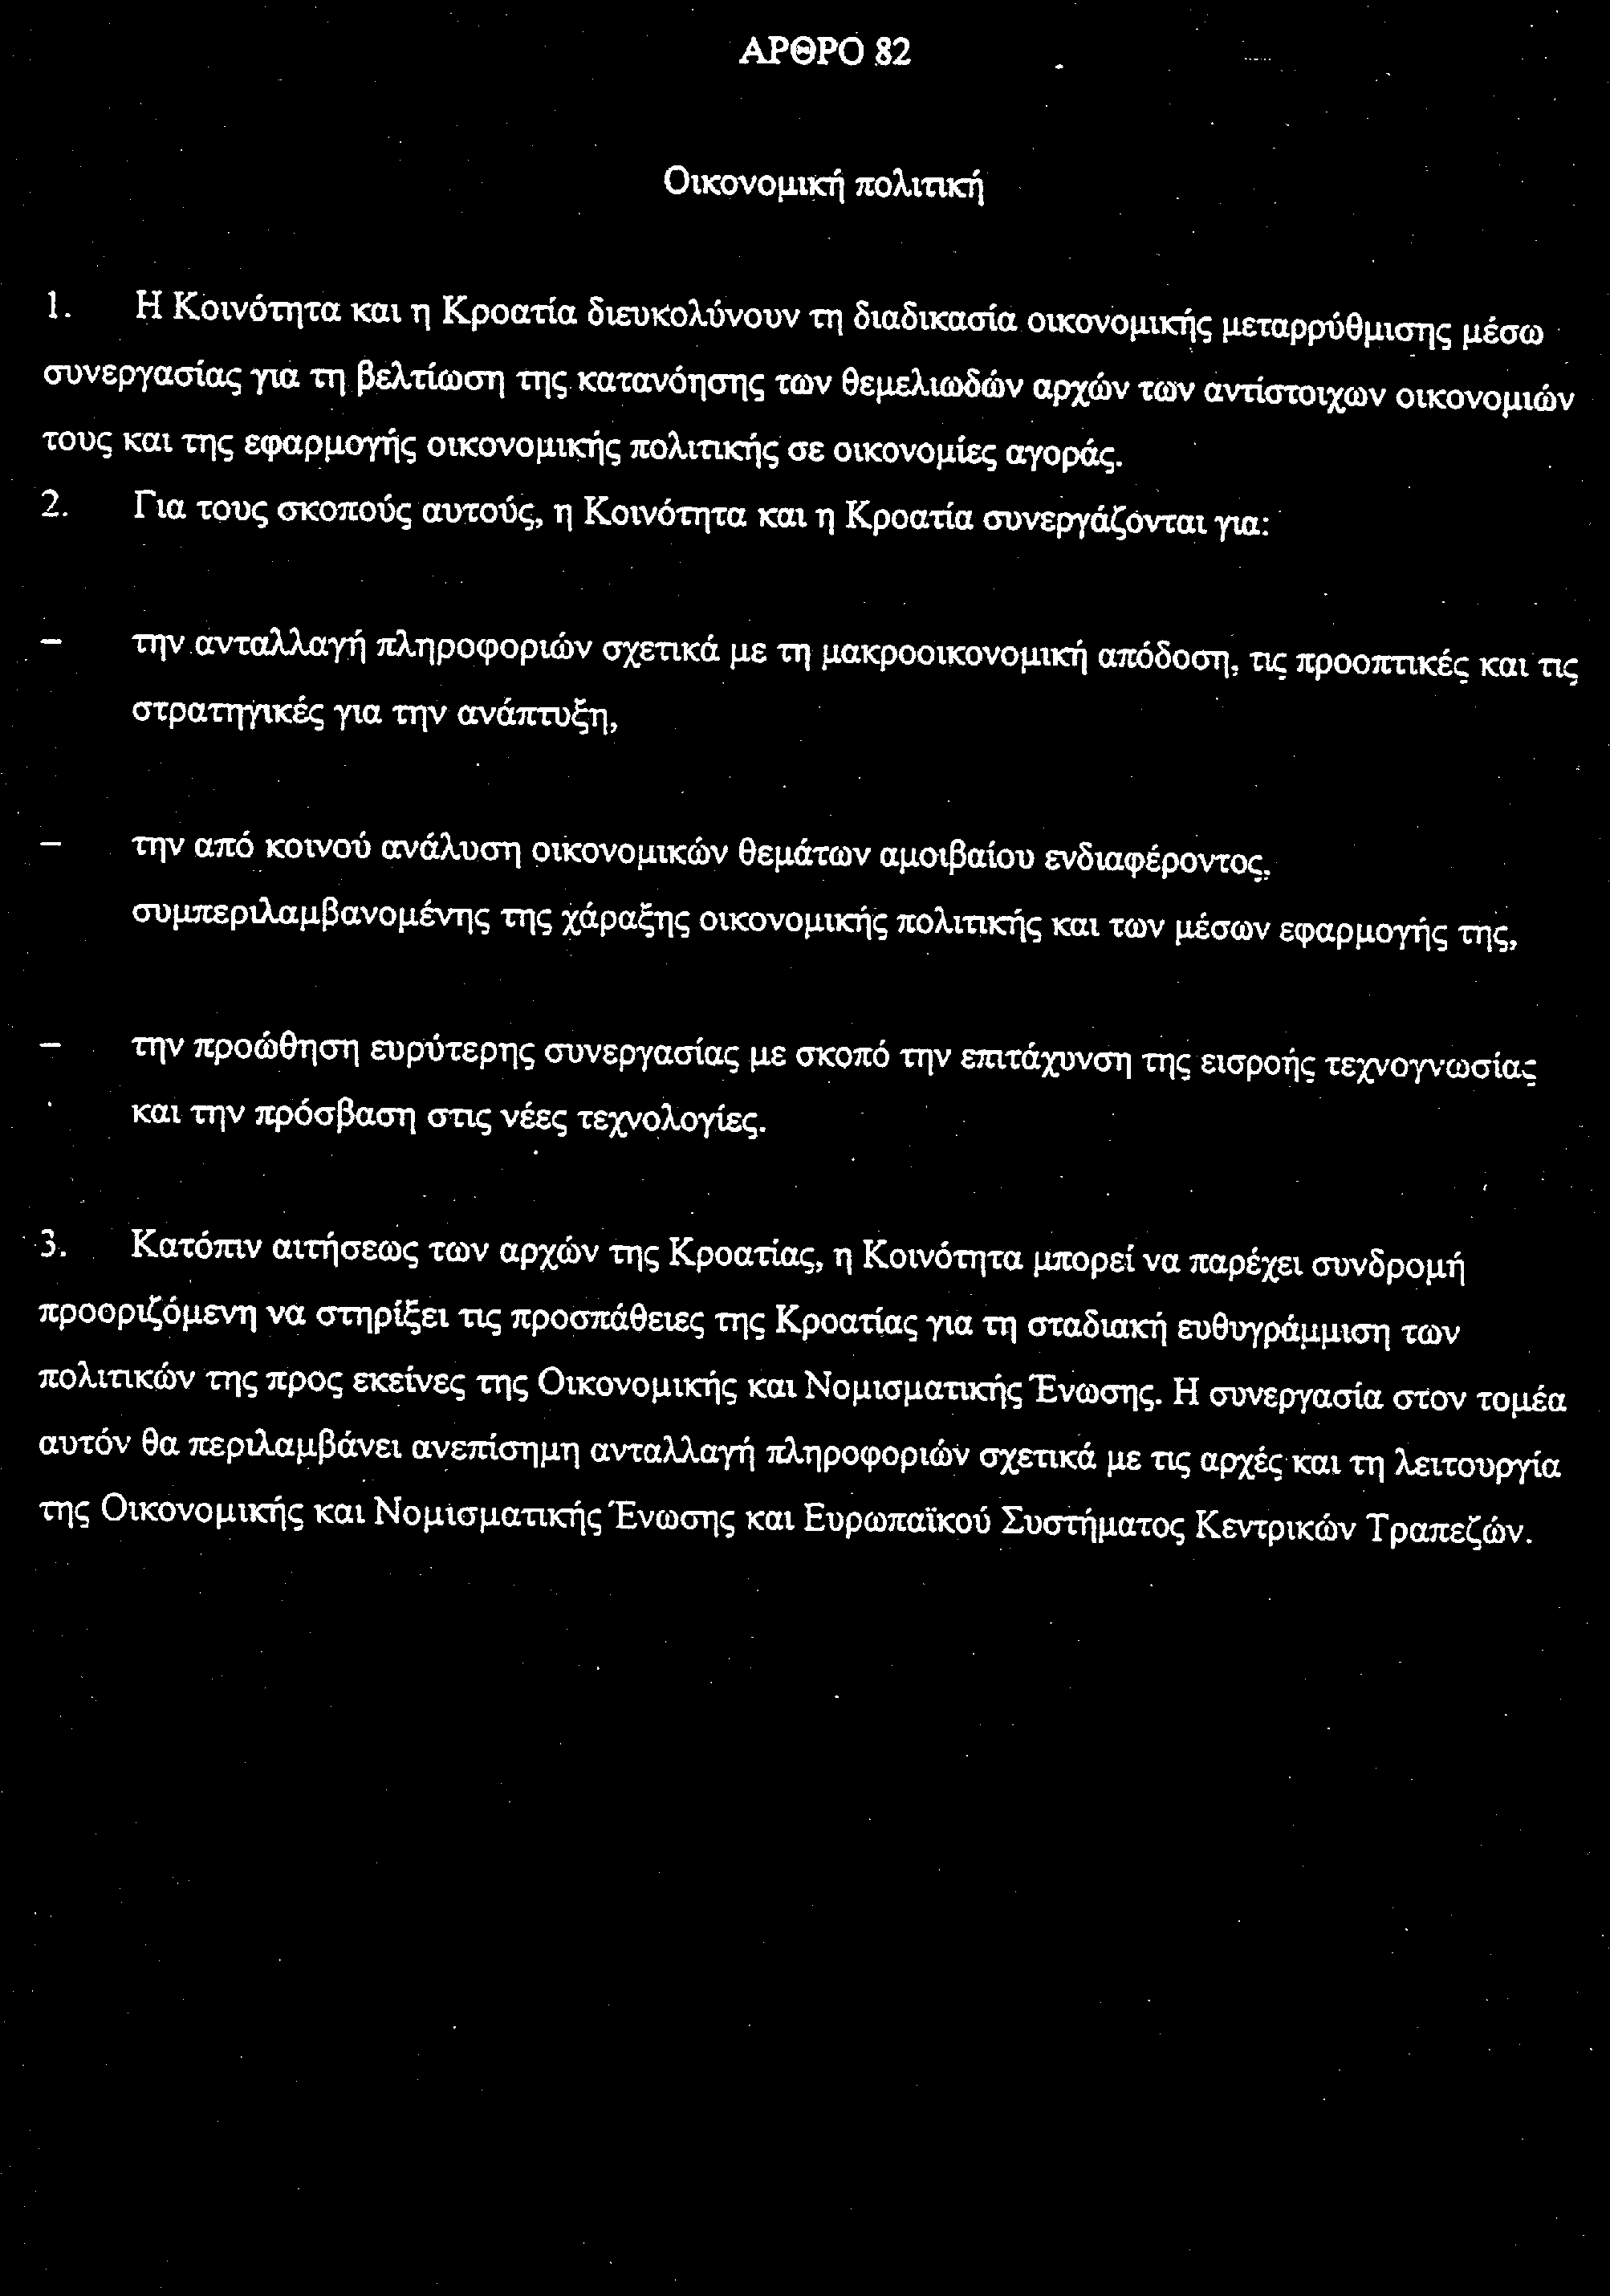 ΑΡΘΡΟ 82
Οικονομική πολιτική
1. Η Κοινότητα και η Κροατία διευκολύνουν τη διαδικασία οικονομικής μεταρρύθμισης μέσω
συνεργασίας για τη βελτίωση της κατανόησης των θεμελιωδών αρχών των αντίστοιχων οικονομιών
τους και της εφαρμογής οικονομικής πολιτικής σε οικονομίες αγοράς.
2. Για τους σκοπούς αυτούς, η Κοινότητα και η Κροατία συνεργάζονται για:
– την ανταλλαγή πληροφοριών σχετικά με τη μακροοικονομική απόδοση, τις προοπτικές και τις
στρατηγικές για την ανάπτυξη,
– την από κοινού ανάλυση οικονομικών θεμάτων αμοιβαίου ενδιαφέροντος,
συμπεριλαμβανομένης της χάραξης οικονομικής πολιτικής και των μέσων εφαρμογής της,
– την προώθηση ευρύτερης συνεργασίας με σκοπό την επιτάχυνση της εισροής τεχνογνωσίας
και την πρόσβαση στις νέες τεχνολογίες.
3. Κατόπιν αιτήσεως των αρχών της Κροατίας, η Κοινότητα μπορεί να παρέχει συνδρομή
προοριζόμενη να στηρίξει τις προσπάθειες της Κροατίας για τη σταδιακή ευθυγράμμιση των
πολιτικών της προς εκείνες της Οικονομικής και Νομισματικής Ένωσης. Η συνεργασία στον τομέα
αυτόν θα περιλαμβάνει ανεπίσημη ανταλλαγή πληροφοριών σχετικά με τις αρχές και τη λειτουργία
της Οικονομικής και Νομισματικής Ένωσης και Ευρωπαϊκού Συστήματος Κεντρικών Τραπεζών.